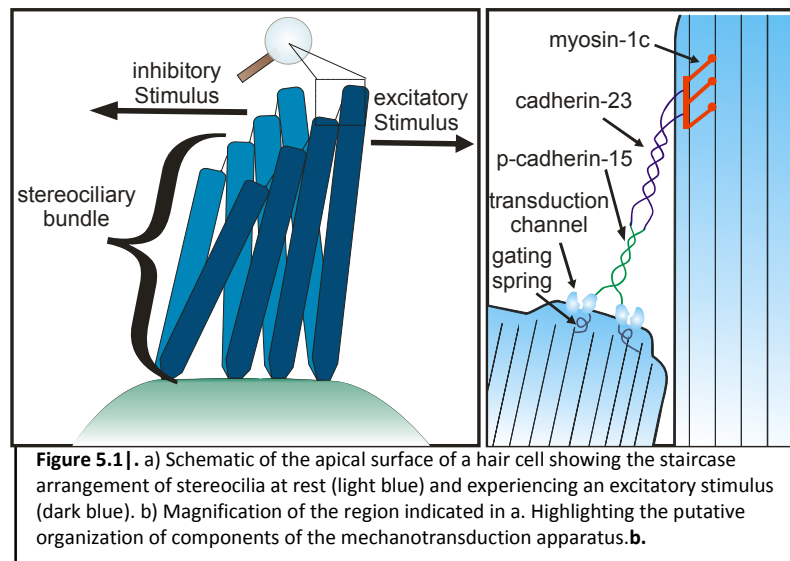 inhibitory
Stimulus
excitatory
Stimulus
stereociliary
bundle
myosin-1c
cadherin-23
p-cadherin-15
transduction
channel
gating
spring
Figure 5.1|. a) Schematic of the apical surface of a hair cell showing the staircase
arrangement of stereocilia at rest (light blue) and experiencing an excitatory stimulus
(dark blue). b) Magnification of the region indicated in a. Highlighting the putative
organization of components of the mechanotransduction apparatus.b.